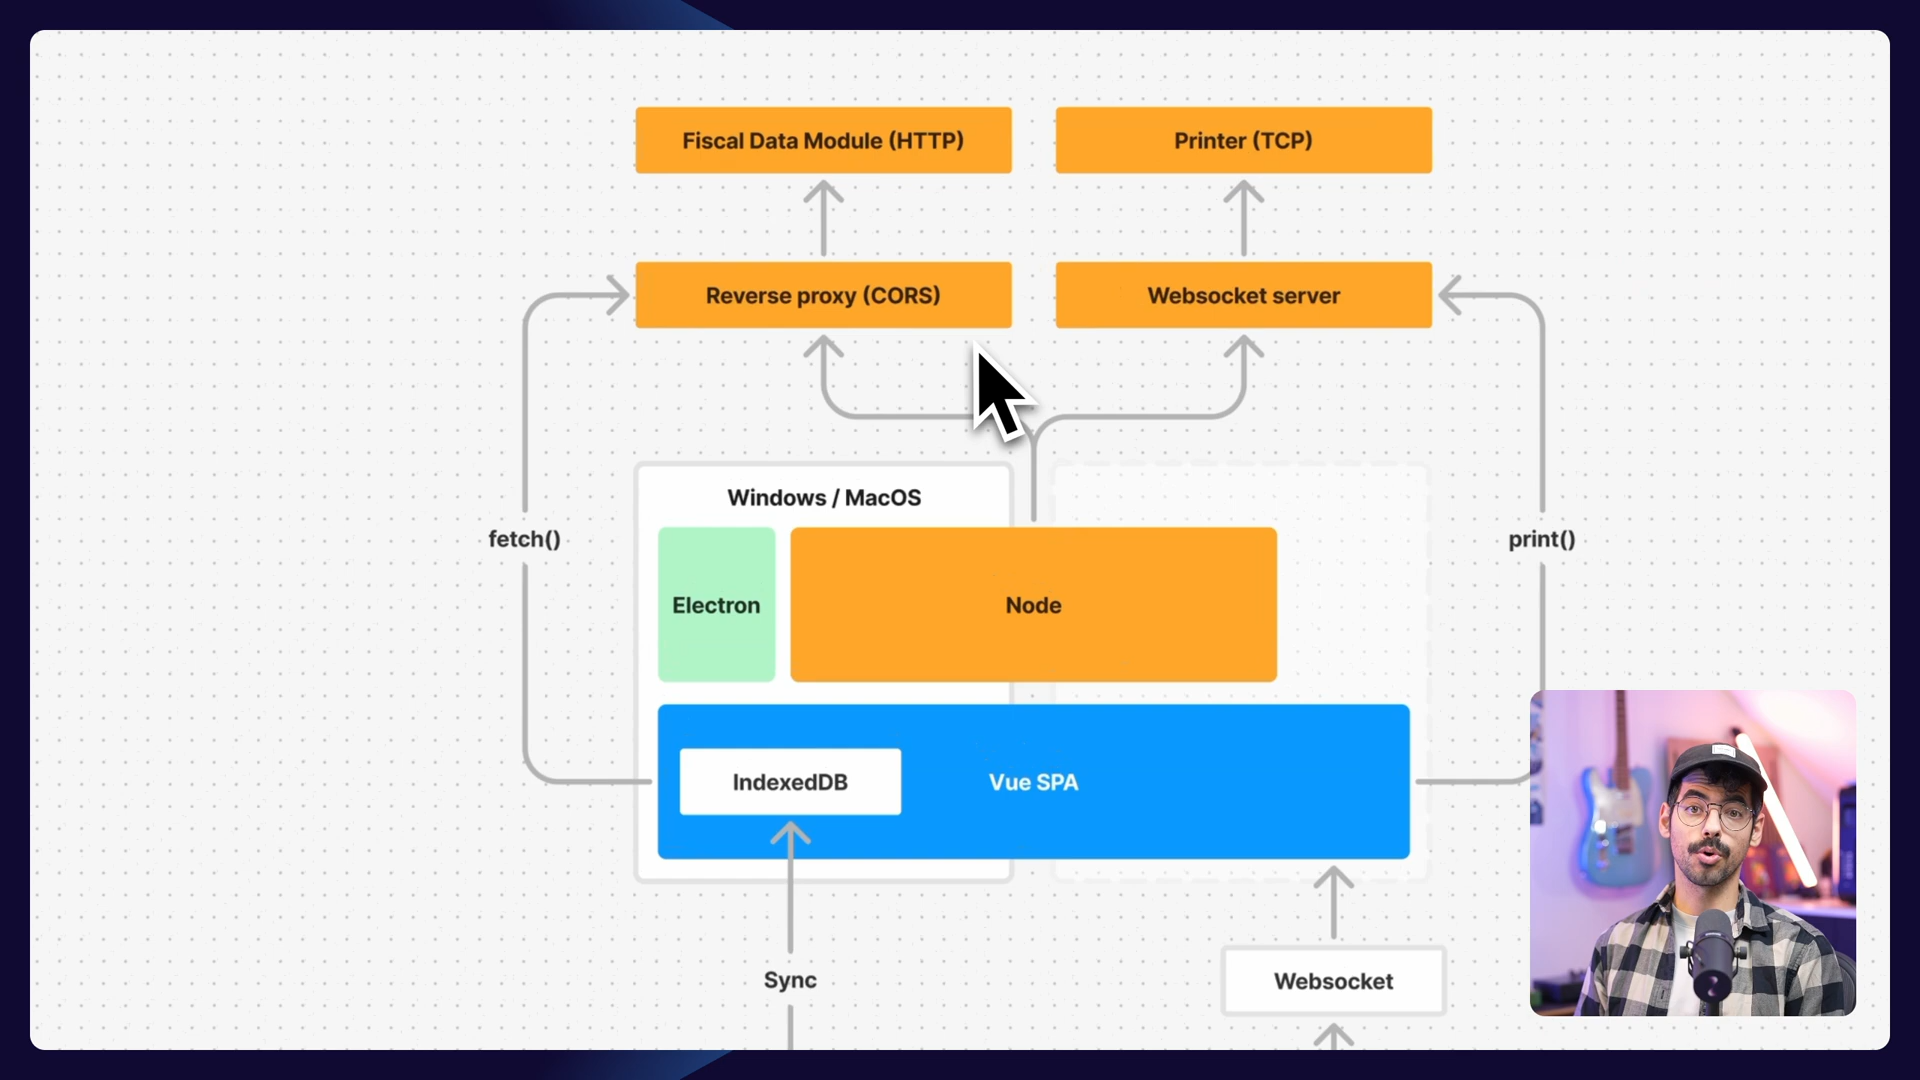 Fiscal Data Module (HTTP)
Printer (TCP)
Reverse proxy (CORS)
Websocket server
Windows / MacOS
fetch()
print()
Electron
Node
IndexedDB
Vue SPA
Sync
Websocket